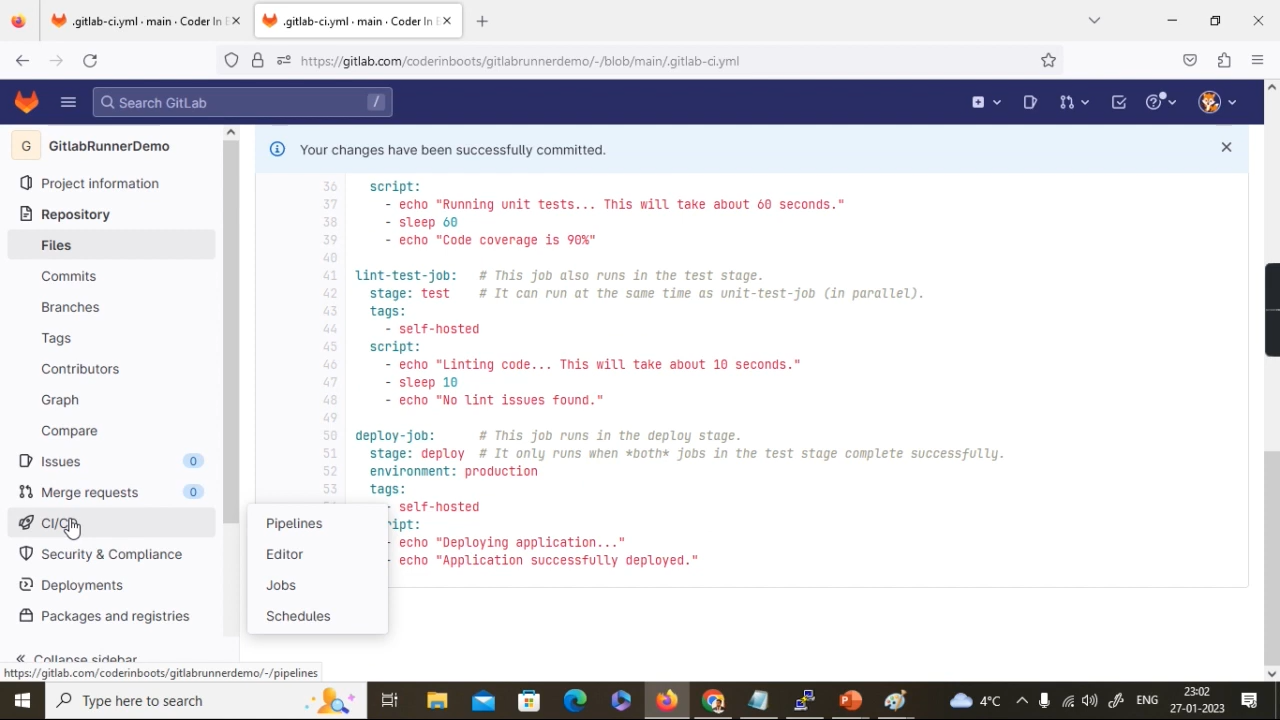 .gitlab-ci.yml · main · Coder In B
.gitlab-ci.yml · main · Coder In B
https://gitlab.com/coderinboots/gitlabrunnerdemo/-/blob/main/.gitlab-ci.yml
Search GitLab
/
G GitlabRunnerDemo
Project information
Repository
Files
Commits
Branches
Tags
Contributors
Graph
Compare
Issues 0
Merge requests 0
CI/CD
Security & Compliance
Deployments
Packages and registries
Collapse sidebar
Pipelines
Editor
Jobs
Schedules
Your changes have been successfully committed.
36 script:
37 - echo "Running unit tests... This will take about 60 seconds."
38 - sleep 60
39 - echo "Code coverage is 90%"
40
41 lint-test-job: # This job also runs in the test stage.
42 stage: test # It can run at the same time as unit-test-job (in parallel).
43 tags:
44 - self-hosted
45 script:
46 - echo "Linting code... This will take about 10 seconds."
47 - sleep 10
48 - echo "No lint issues found."
49
50 deploy-job: # This job runs in the deploy stage.
51 stage: deploy # It only runs when *both* jobs in the test stage complete successfully.
52 environment: production
53 tags:
- self-hosted
ript:
- echo "Deploying application..."
- echo "Application successfully deployed."
https://gitlab.com/coderinboots/gitlabrunnerdemo/-/pipelines
Type here to search
4°C
ENG
23:02
27-01-2023